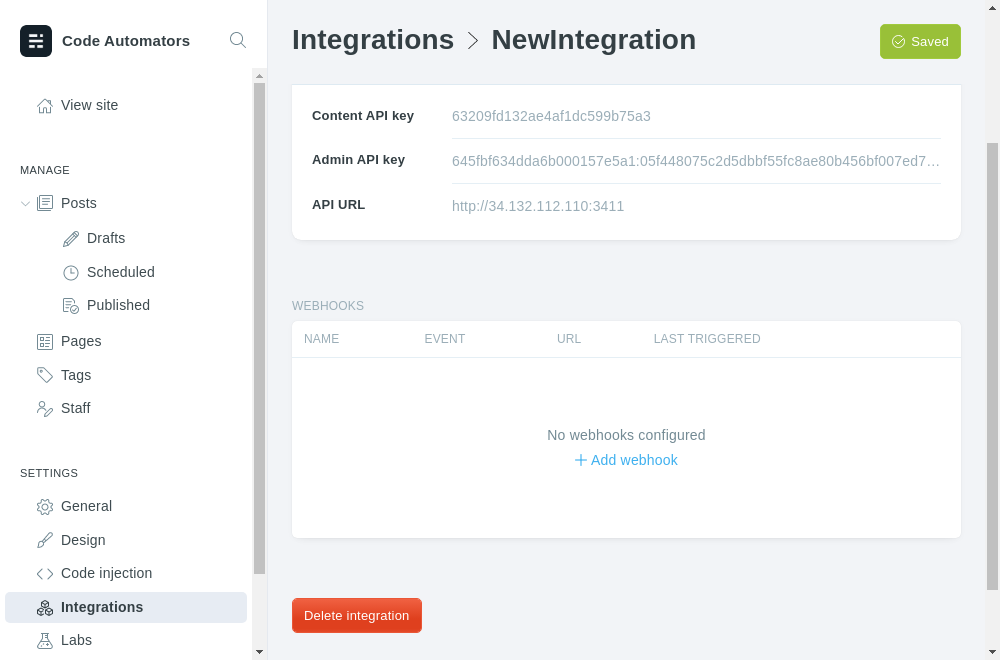 Code Automators
View site
MANAGE
Posts
Drafts
Scheduled
Published
Pages
Tags
Staff
SETTINGS
General
Design
Code injection
Integrations
Labs
Integrations > NewIntegration
Saved
Content API key 63209fd132ae4af1dc599b75a3
Admin API key 645fbf634dda6b000157e5a1:05f448075c2d5dbbf55fc8ae80b456bf007ed7…
API URL http://34.132.112.110:3411
WEBHOOKS
NAME EVENT URL LAST TRIGGERED
No webhooks configured
+ Add webhook
Delete integration